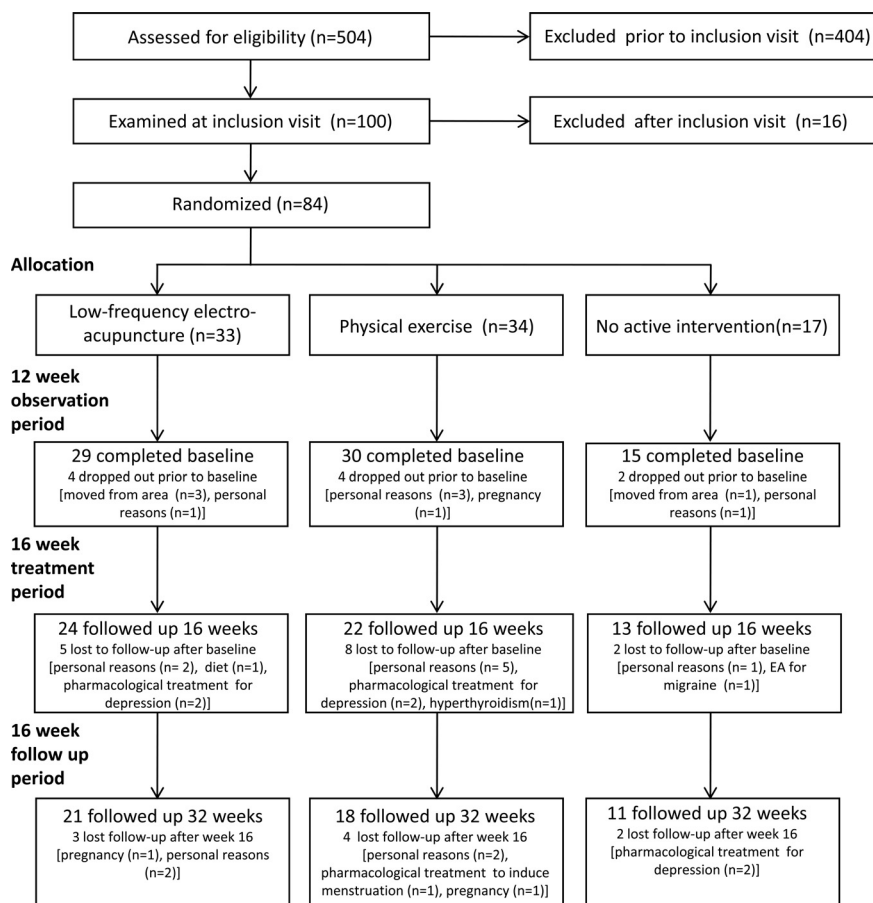 Assessed for eligibility (n=504)
Excluded prior to inclusion visit (n=404)
Examined at inclusion visit (n=100)
Excluded after inclusion visit (n=16)
Randomized (n=84)
Allocation
Low-frequency electro-
acupuncture (n=33)
Physical exercise (n=34)
No active intervention(n=17)
12 week
observation
period
29 completed baseline
4 dropped out prior to baseline
[moved from area (n=3), personal
reasons (n=1)]
30 completed baseline
4 dropped out prior to baseline
[personal reasons (n=3), pregnancy
(n=1)]
15 completed baseline
2 dropped out prior to baseline
[moved from area (n=1), personal
reasons (n=1)]
16 week
treatment
period
24 followed up 16 weeks
5 lost to follow-up after baseline
[personal reasons (n= 2), diet (n=1),
pharmacological treatment for
depression (n=2)]
22 followed up 16 weeks
8 lost to follow-up after baseline
[personal reasons (n= 5),
pharmacological treatment for
depression (n=2), hyperthyroidism(n=1)]
13 followed up 16 weeks
2 lost to follow-up after baseline
[personal reasons (n= 1), EA for
migraine (n=1)]
16 week
follow up
period
21 followed up 32 weeks
3 lost follow-up after week 16
[pregnancy (n=1), personal reasons
(n=2)]
18 followed up 32 weeks
4 lost follow-up after week 16
[personal reasons (n=2),
pharmacological treatment to induce
menstruation (n=1), pregnancy (n=1)]
11 followed up 32 weeks
2 lost follow-up after week 16
[pharmacological treatment for
depression (n=2)]